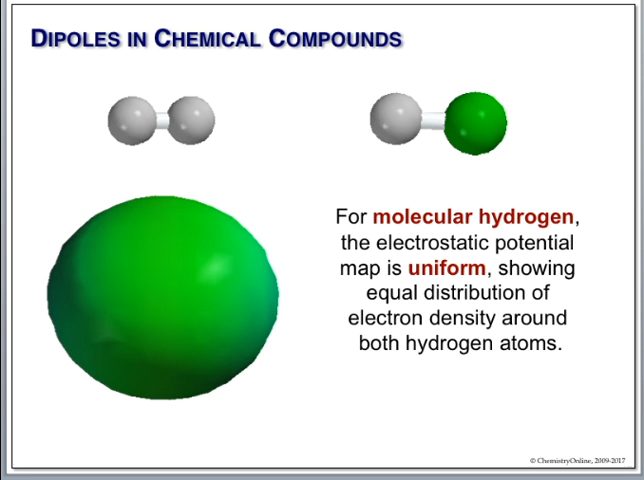 DIPOLES IN CHEMICAL COMPOUNDS
For molecular hydrogen,
the electrostatic potential
map is uniform, showing
equal distribution of
electron density around
both hydrogen atoms.
© ChemistryOnline, 2009-2017